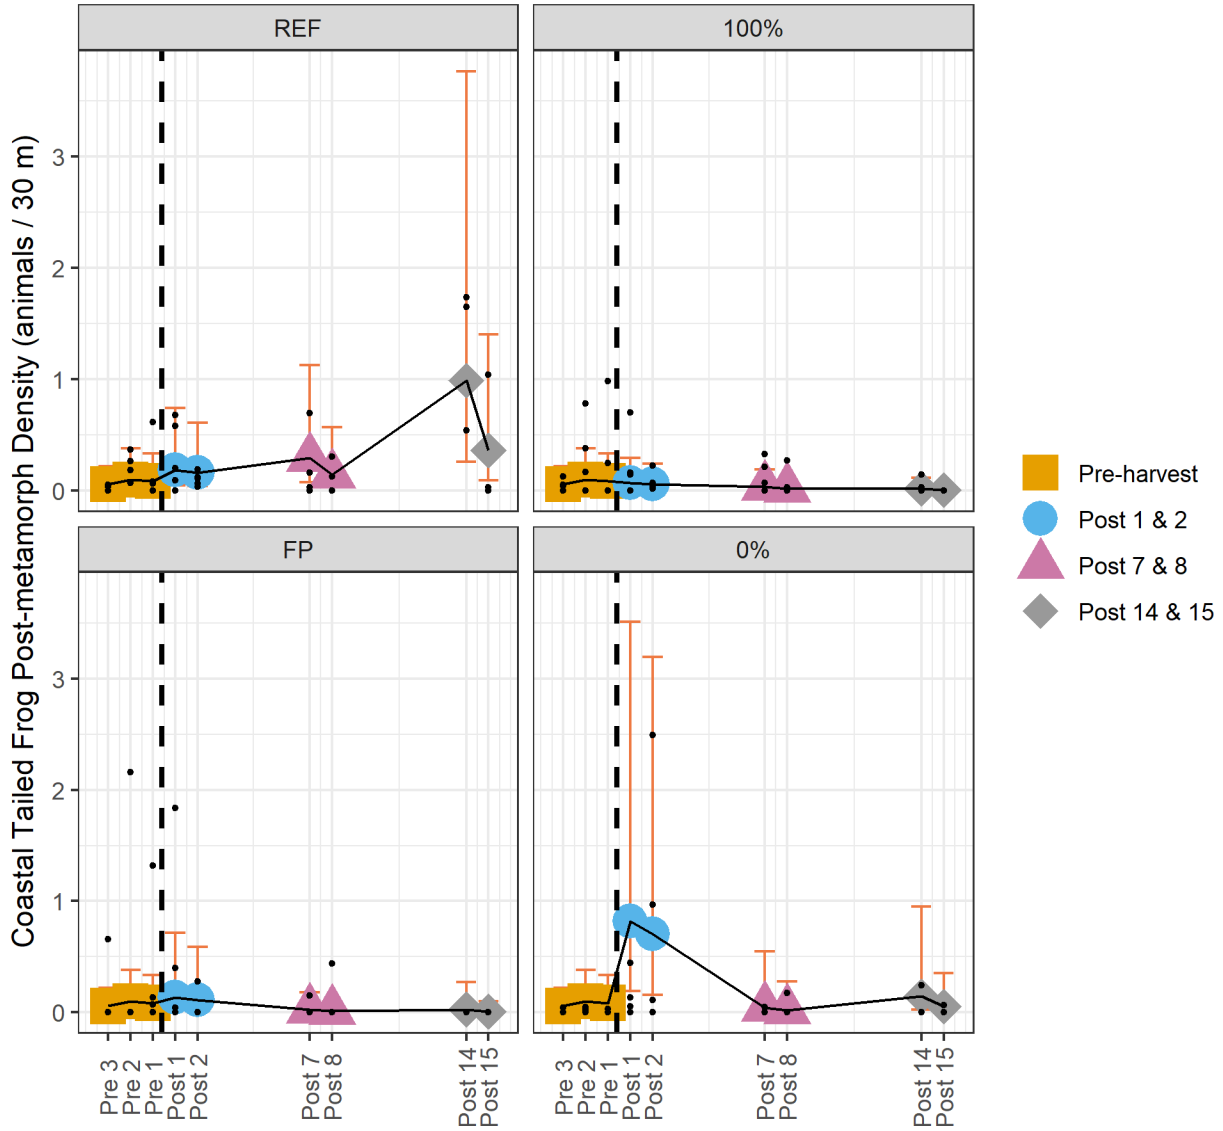 Coastal Tailed Frog Post-metamorph Density (animals / 30 m)
REF
100%
3
2
1
0
FP
0%
3
2
1
0
Pre 3
Pre 2
Pre 1
Post 1
Post 2
Post 7
Post 8
Post 14
Post 15
Pre 3
Pre 2
Pre 1
Post 1
Post 2
Post 7
Post 8
Post 14
Post 15
Pre-harvest
Post 1 & 2
Post 7 & 8
Post 14 & 15